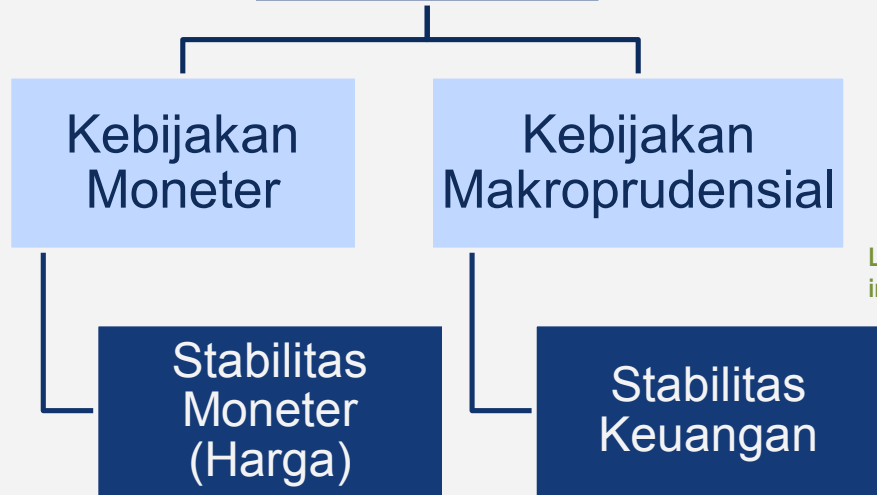 Kebijakan
Moneter
Kebijakan
Makroprudensial
Stabilitas
Moneter
(Harga)
Stabilitas
Keuangan